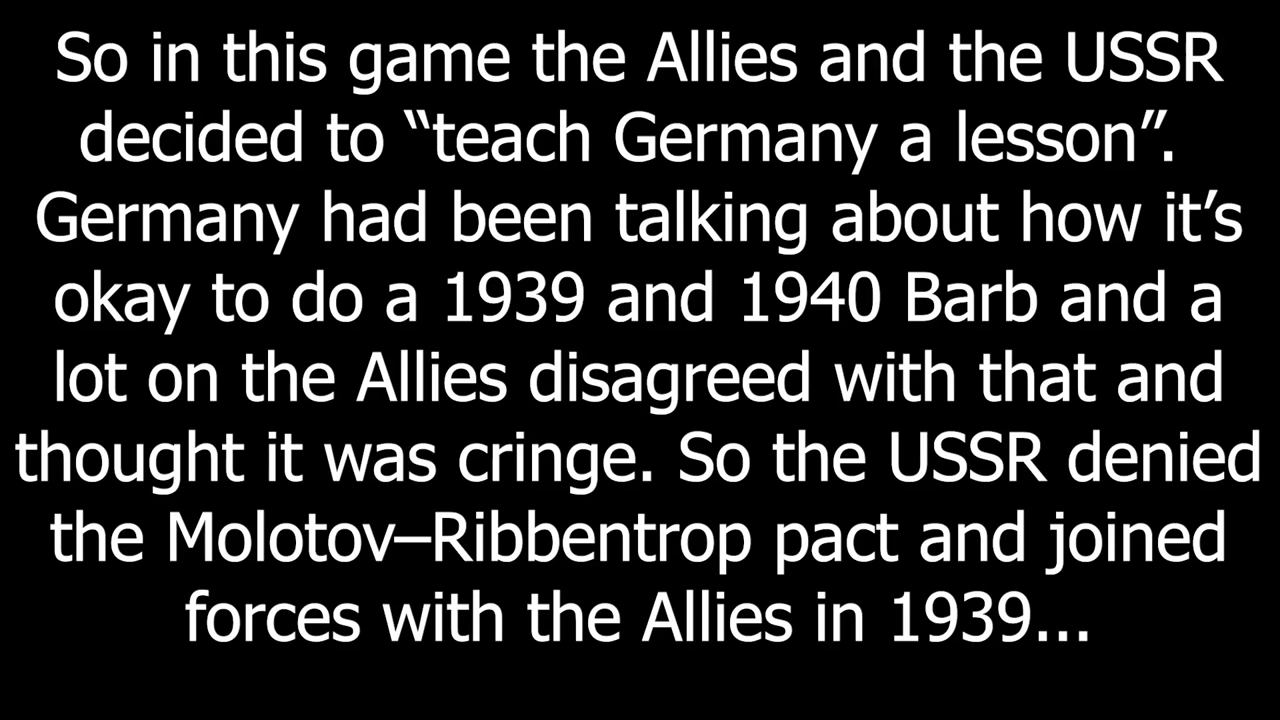 So in this game the Allies and the USSR
decided to “teach Germany a lesson”.
Germany had been talking about how it’s
okay to do a 1939 and 1940 Barb and a
lot on the Allies disagreed with that and
thought it was cringe. So the USSR denied
the Molotov–Ribbentrop pact and joined
forces with the Allies in 1939...